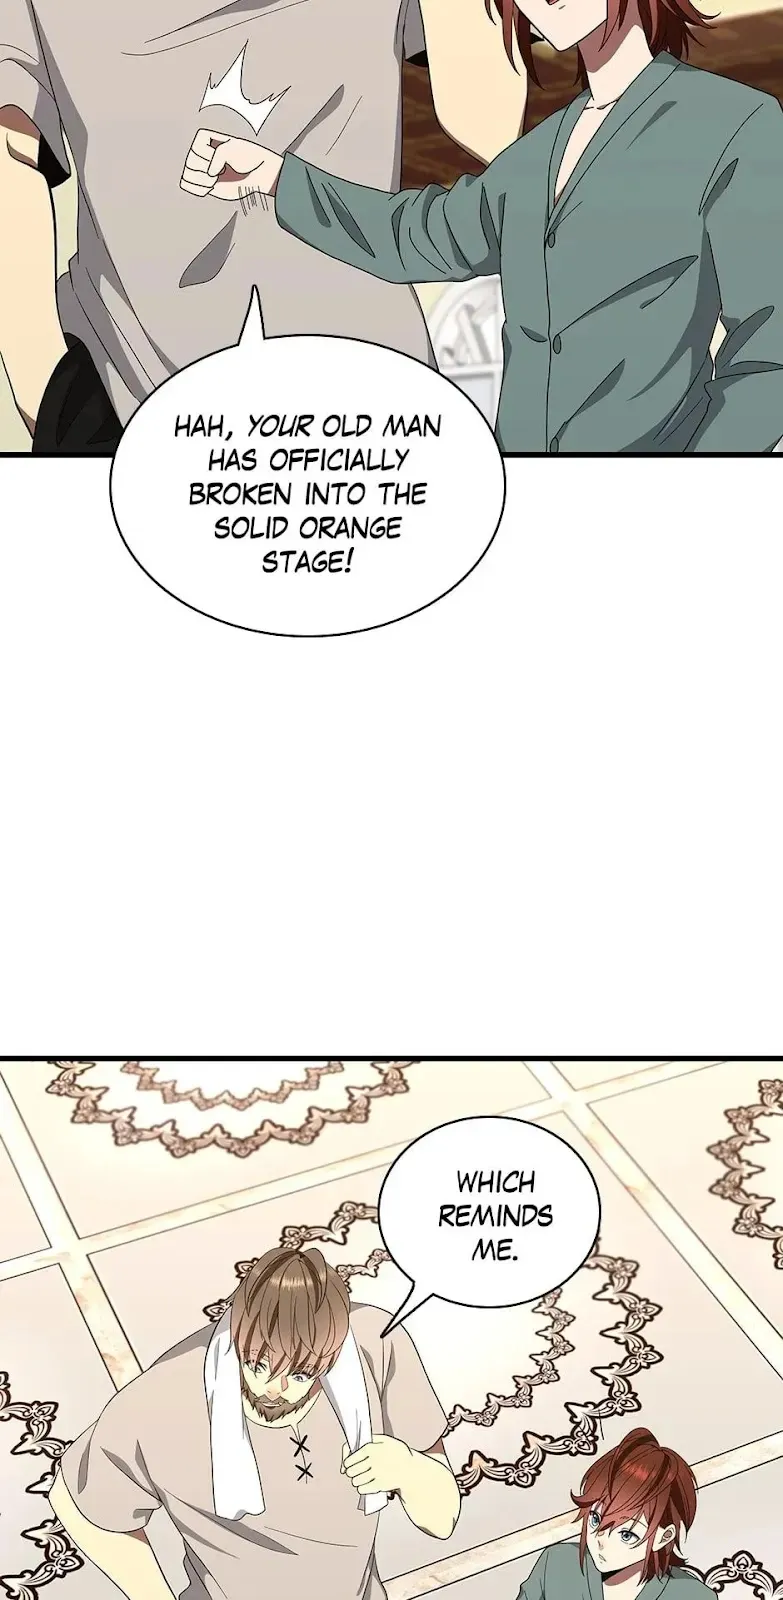 HAH, YOUR OLD MAN
HAS OFFICIALLY
BROKEN INTO THE
SOLID ORANGE
STAGE!
WHICH
REMINDS
ME.